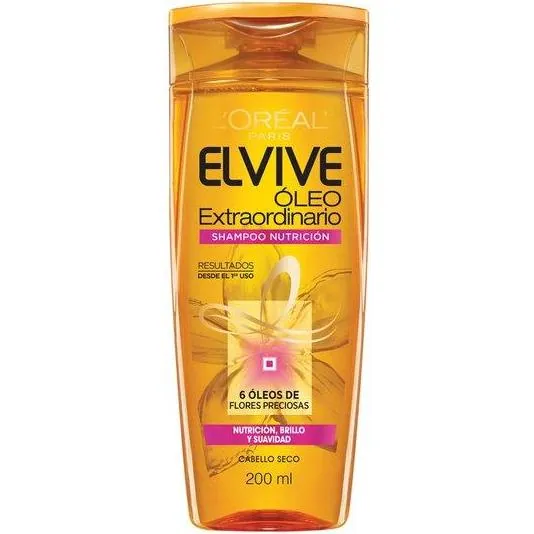 L'ORÉAL
PARIS
ELVIVE
ÓLEO
Extraordinario
SHAMPOO NUTRICIÓN
RESULTADOS
DESDE EL 1ER USO
6 ÓLEOS DE
FLORES PRECIOSAS
NUTRICIÓN, BRILLO
Y SUAVIDAD
CABELLO SECO
200 ml